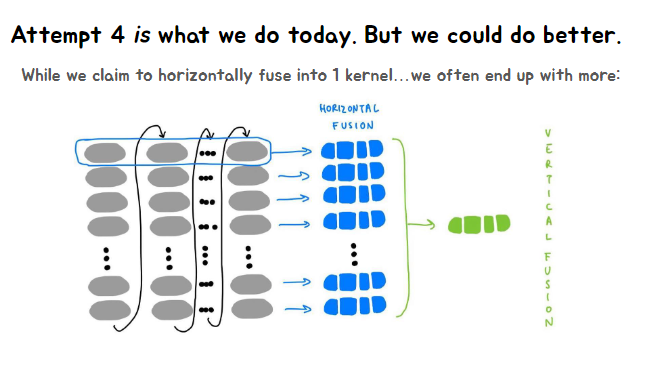 Attempt 4 is what we do today. But we could do better.
While we claim to horizontally fuse into 1 kernel...we often end up with more:
HORIZONTAL
FUSION
VERTICAL FUSION